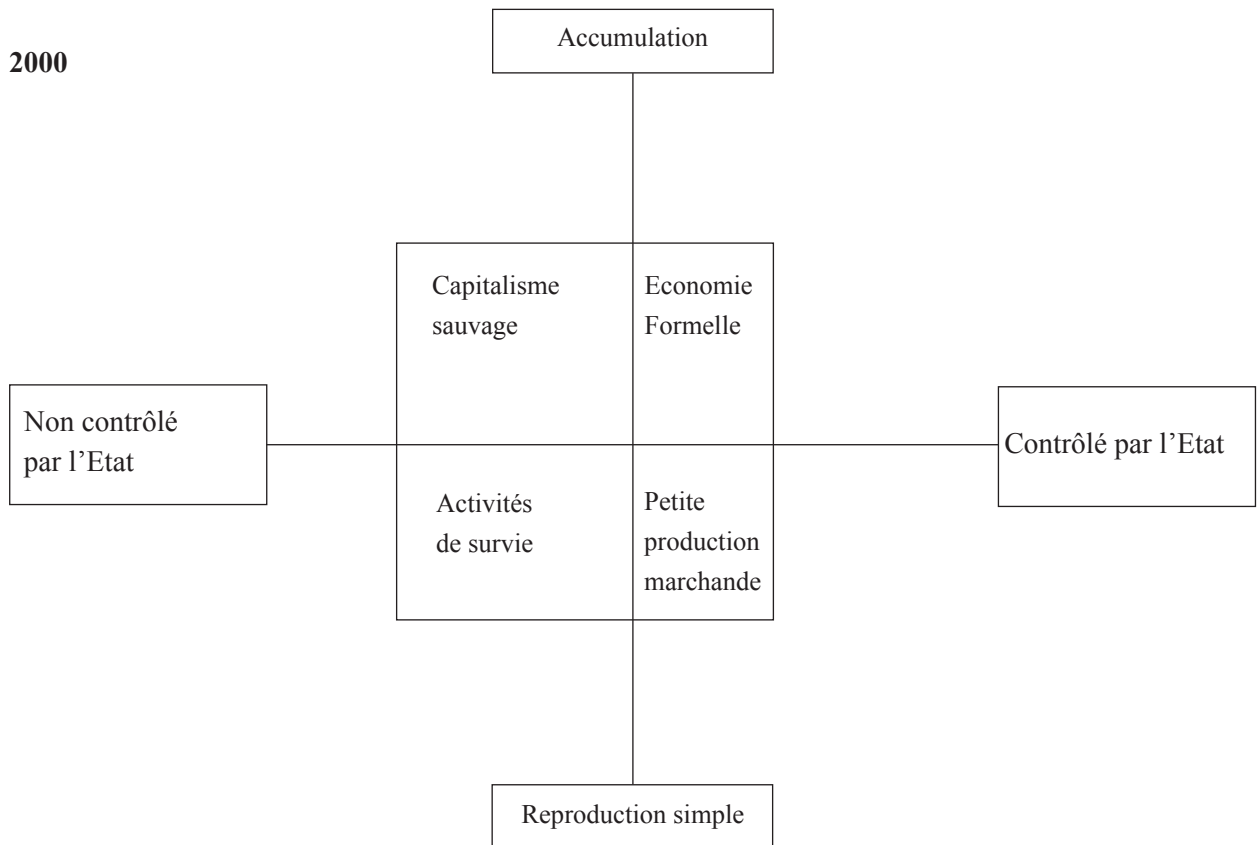 Accumulation
2000
Capitalisme
sauvage
Economie
Formelle
Non contrôlé
par l’Etat
Contrôlé par l’Etat
Activités
de survie
Petite
production
marchande
Reproduction simple